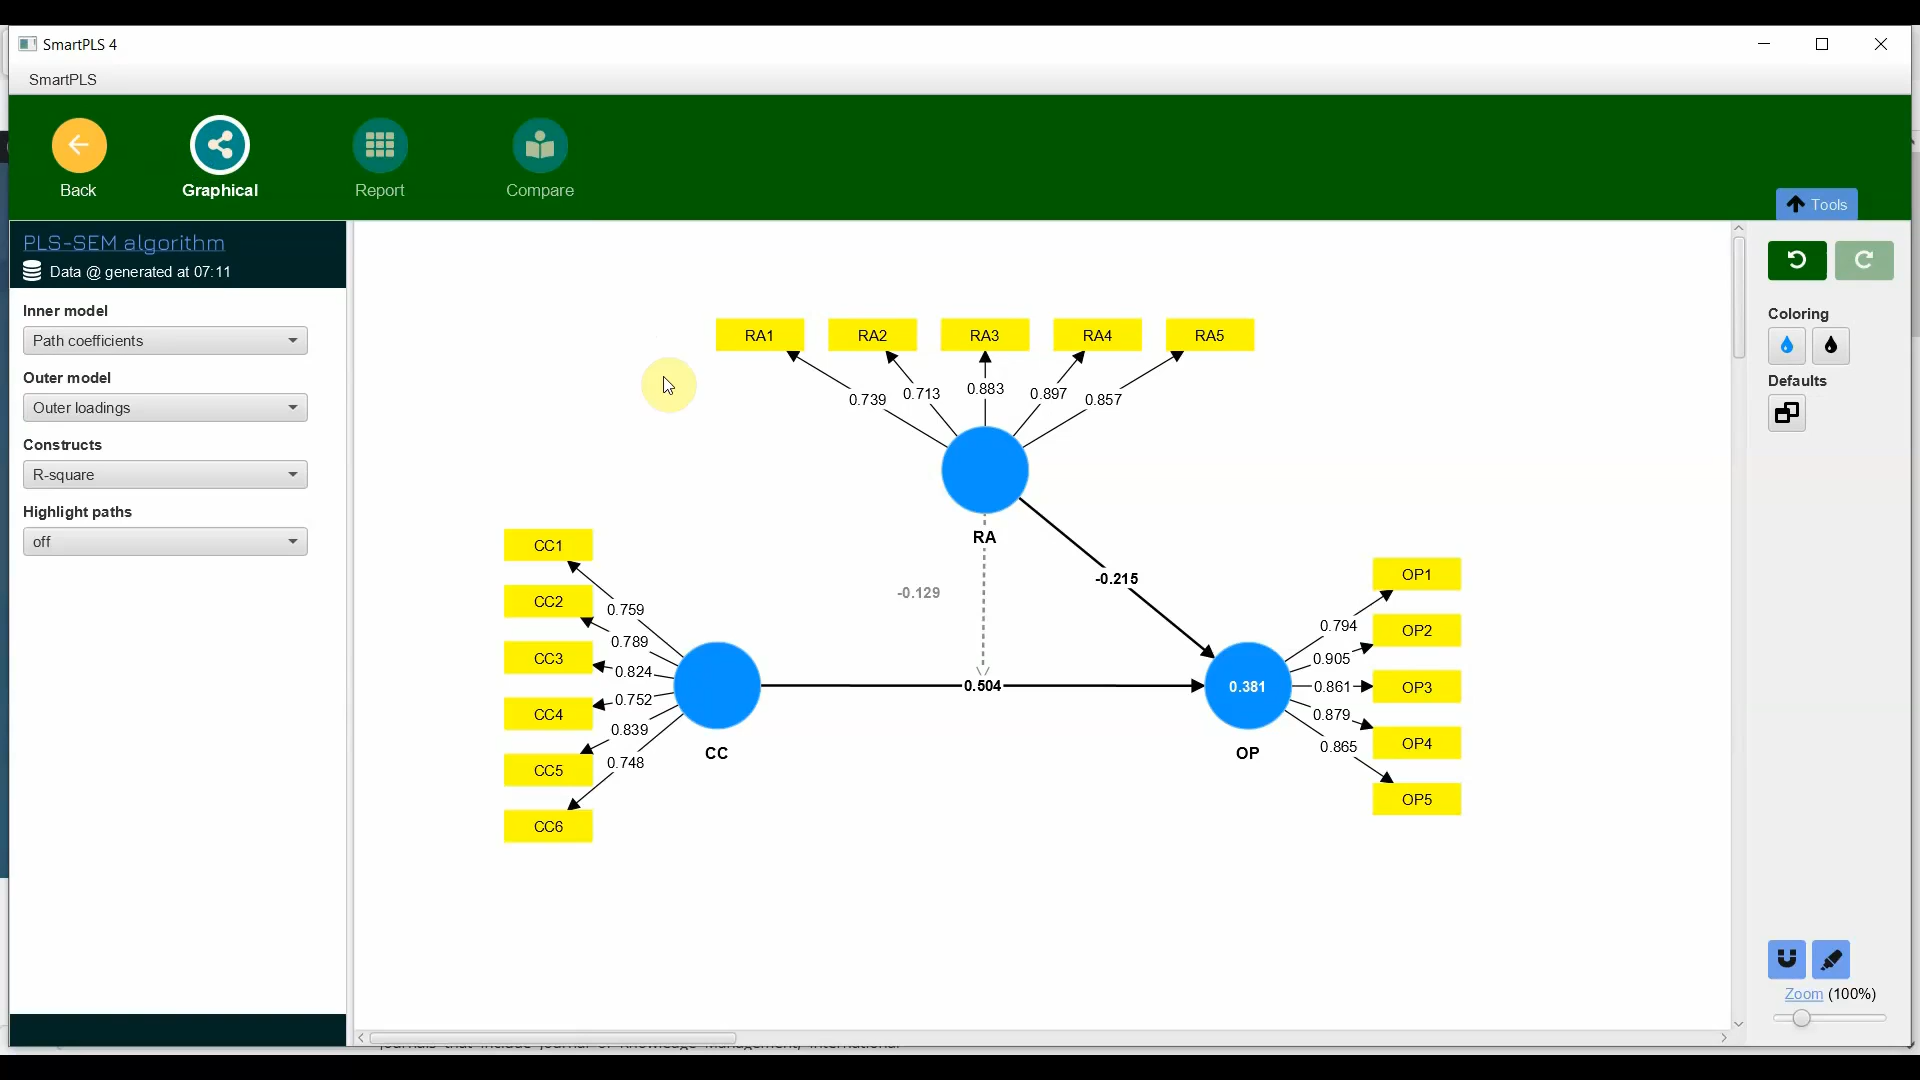 SmartPLS 4
SmartPLS
Back
Graphical
Report
Compare
Tools
PLS-SEM algorithm
Data @ generated at 07:11
Inner model
Path coefficients
Outer model
Outer loadings
Constructs
R-square
Highlight paths
off
RA1 RA2 RA3 RA4 RA5
0.739 0.713 0.883 0.897 0.857
RA
-0.215
-0.129
CC1
CC2
CC3
CC4
CC5
CC6
0.759
0.789
0.824
0.752
0.839
0.748
CC
0.504
0.381
OP
0.794
0.905
0.861
0.879
0.865
OP1
OP2
OP3
OP4
OP5
Coloring
Defaults
Zoom (100%)